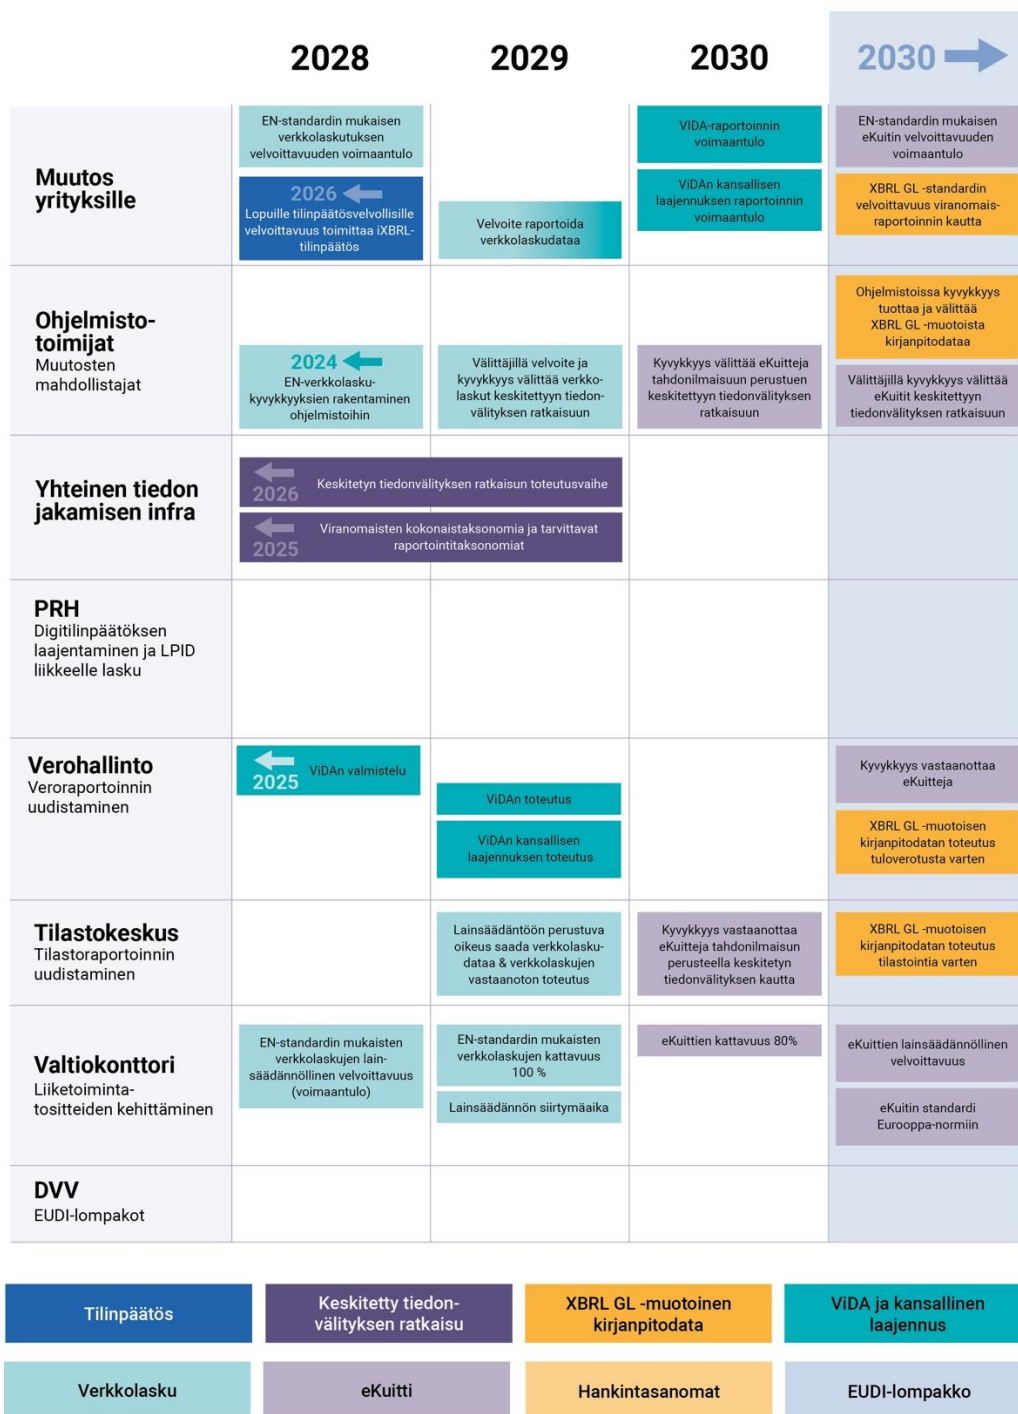 2028
2029
2030
2030
Muutos
yrityksille
EN-standardin mukaisen
verkkolaskutuksen
velvoittavuuden voimaantulo
2026
Lopuille tilinpäätösvelvollisille
velvoittavuus toimittaa iXBRL-
tilinpäätös
Velvoite raportoida
verkkolaskudataa
VIDA-raportoinnin
voimaantulo
ViDAn kansallisen
laajennuksen raportoinnin
voimaantulo
EN-standardin mukaisen
eKuitin velvoittavuuden
voimaantulo
XBRL GL -standardin
velvoittavuus viranomais-
raportoinnin kautta
Ohjelmisto-
toimijat
Muutosten
mahdollistajat
2024
EN-verkkolasku-
kyvykkyyksien rakentaminen
ohjelmistoihin
Välittäjillä velvoite ja
kyvykkyys välittää verkko-
laskut keskitettyyn tiedon-
välityksen ratkaisuun
Kyvykkyys välittää eKuitteja
tahdonilmaisuun perustuen
keskitettyyn tiedonvälityksen
ratkaisuun
Ohjelmistoissa kyvykkyys
tuottaa ja välittää
XBRL GL -muotoista
kirjanpitodataa
Välittäjillä kyvykkyys välittää
eKuitit keskitettyyn
tiedonvälityksen ratkaisuun
Yhteinen tiedon
jakamisen infra
2026
Keskitetyn tiedonvälityksen ratkaisun toteutusvaihe
2025
Viranomaisten kokonaistaksonomia ja tarvittavat
raportointitaksonomiat
PRH
Digitilinpäätöksen
laajentaminen ja LPID
liikkeelle lasku
Verohallinto
Veroraportoinnin
uudistaminen
2025
ViDAn valmistelu
ViDAn toteutus
ViDAn kansallisen
laajennuksen toteutus
Kyvykkyys vastaanottaa
eKuitteja
XBRL GL -muotoisen
kirjanpitodatan toteutus
tuloverotusta varten
Tilastokeskus
Tilastoraportoinnin
uudistaminen
Lainsäädäntöön perustuva
oikeus saada verkkolasku-
dataa & verkkolaskujen
vastaanoton toteutus
Kyvykkyys vastaanottaa
eKuitteja tahdonilmaisun
perusteella keskitetyn
tiedonvälityksen kautta
XBRL GL -muotoisen
kirjanpitodatan toteutus
tilastointia varten
Valtiokonttori
Liiketoiminta-
tositteiden kehittäminen
EN-standardin mukaisten
verkkolaskujen lain-
säädännöllinen velvoittavuus
(voimaantulo)
EN-standardin mukaisten
verkkolaskujen kattavuus
100 %
Lainsäädännön siirtymäaika
eKuittien kattavuus 80%
eKuittien lainsäädännöllinen
velvoittavuus
eKuitin standardi
Eurooppa-normiin
DVV
EUDI-lompakot
Tilinpäätös
Keskitetty tiedon-
välityksen ratkaisu
XBRL GL -muotoinen
kirjanpitodata
ViDA ja kansallinen
laajennus
Verkkolasku
eKuitti
Hankintasanomat
EUDI-lompakko